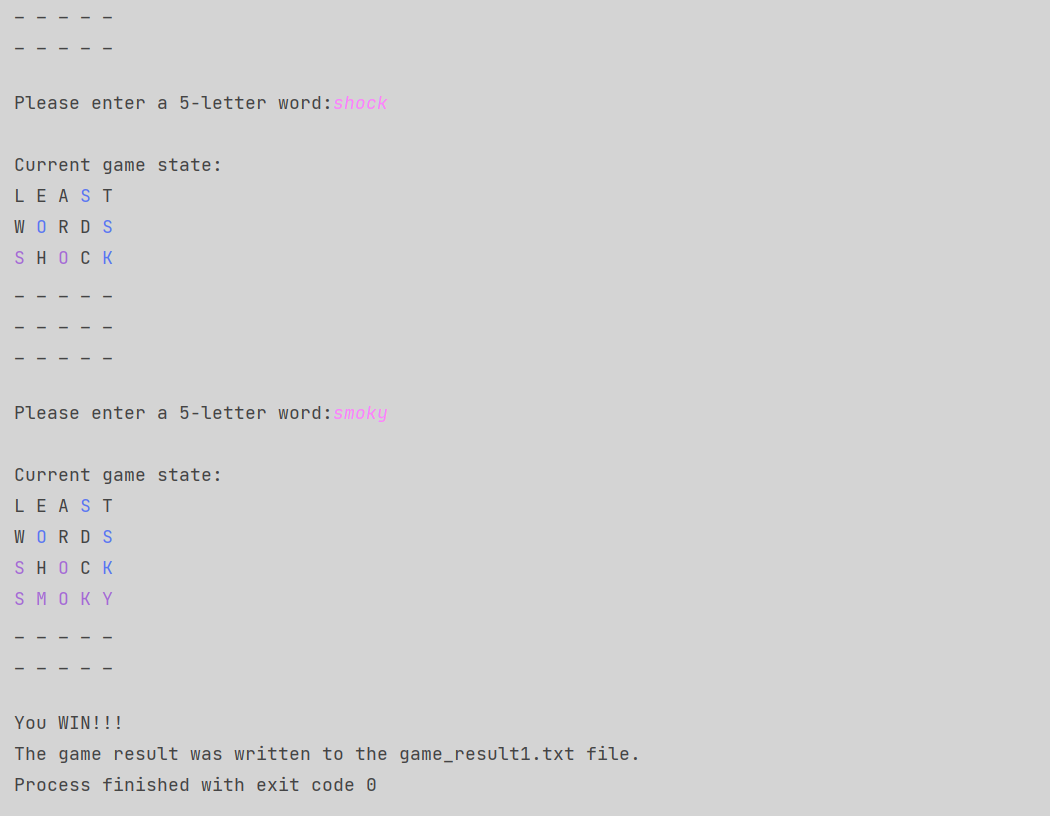 – – – – –
– – – – –
Please enter a 5-letter word:shock
Current game state:
L E A S T
W O R D S
S H O C K
– – – – –
– – – – –
– – – – –
Please enter a 5-letter word:smoky
Current game state:
L E A S T
W O R D S
S H O C K
S M O K Y
– – – – –
– – – – –
You WIN!!!
The game result was written to the game_result1.txt file.
Process finished with exit code 0